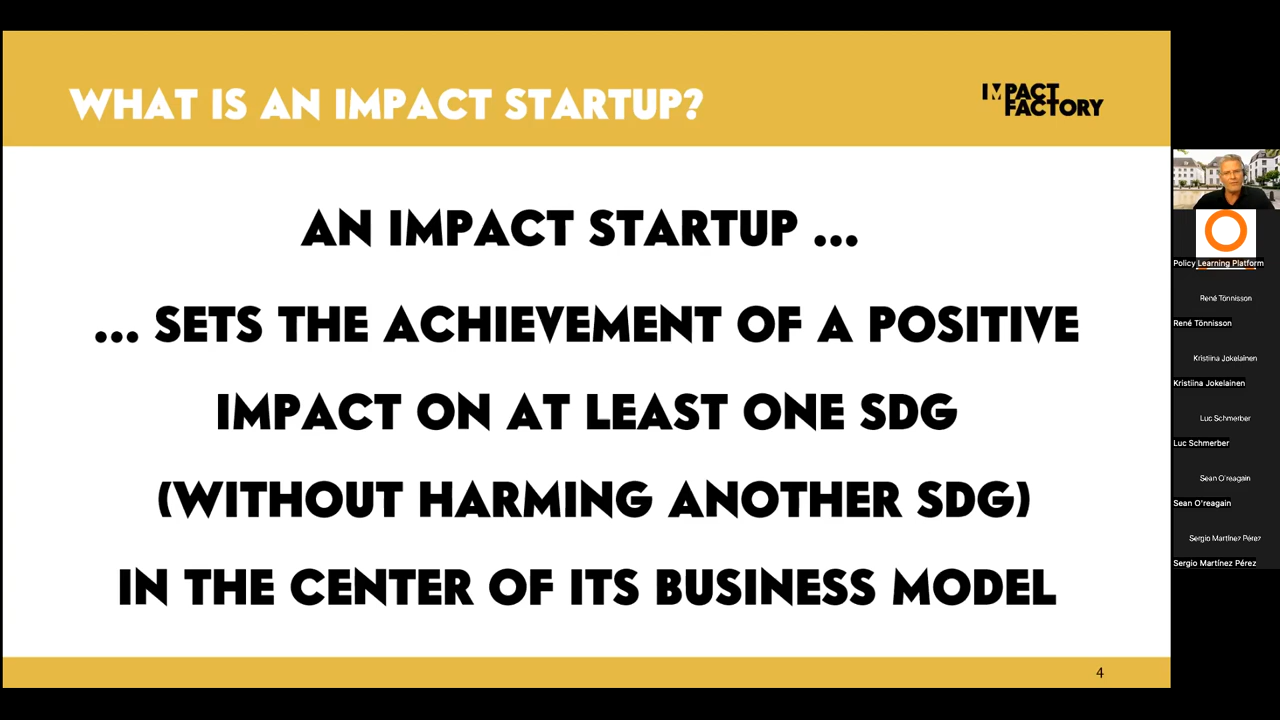 WHAT IS AN IMPACT STARTUP?
IMPACT
FACTORY
AN IMPACT STARTUP ...
... SETS THE ACHIEVEMENT OF A POSITIVE
IMPACT ON AT LEAST ONE SDG
(WITHOUT HARMING ANOTHER SDG)
IN THE CENTER OF ITS BUSINESS MODEL
4
Policy Learning Platform
René Tönnisson
René Tönnisson
Kristiina Jokelainen
Kristiina Jokelainen
Luc Schmerber
Luc Schmerber
Sean O'reagain
Sean O'reagain
Sergio Martínez Pérez
Sergio Martínez Pérez